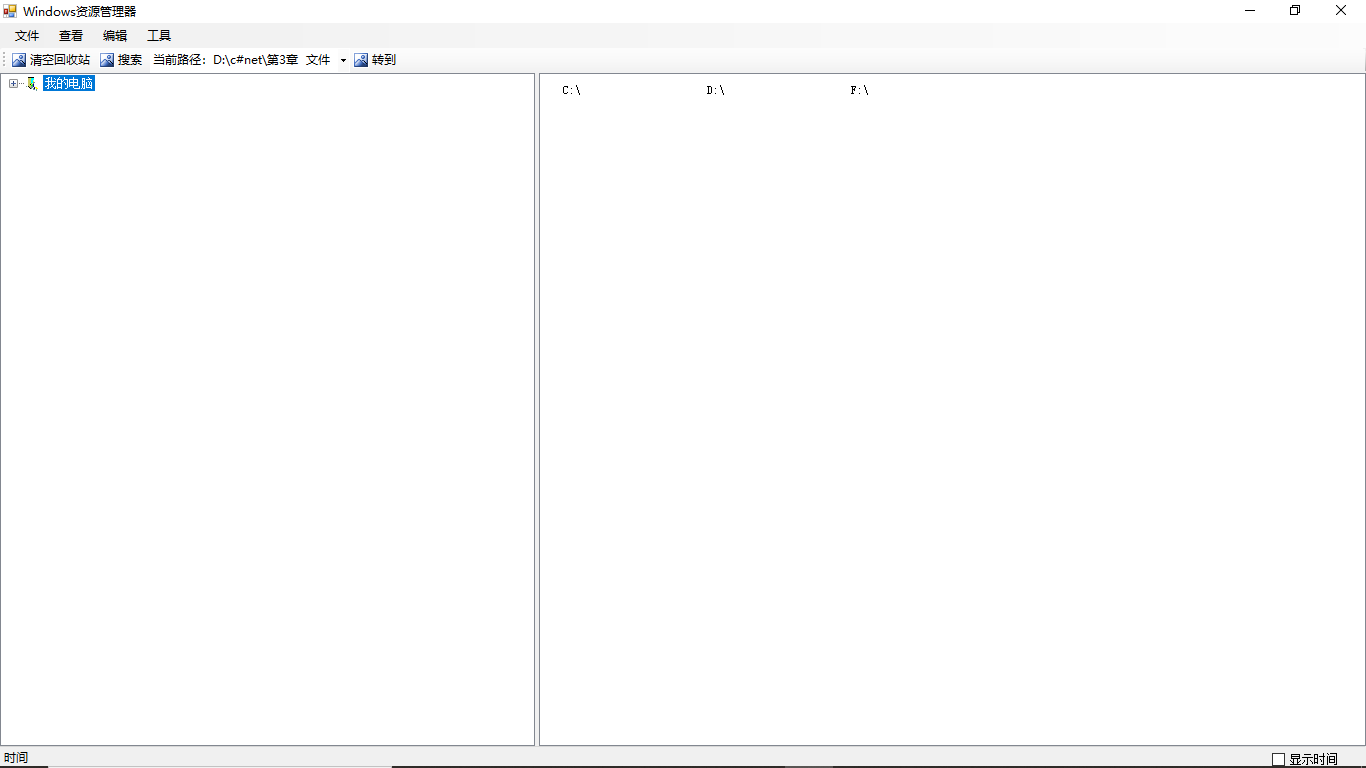 Windows资源管理器
文件 查看 编辑 工具
清空回收站 搜索 当前路径: D:\c#net\第3章 文件 转到
我的电脑
C:\ D:\ F:\
时间 显示时间